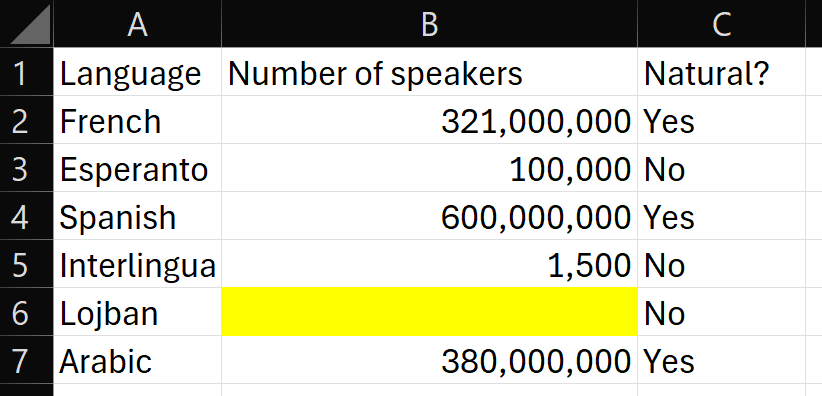 A B C
1 Language Number of speakers Natural?
2 French 321,000,000 Yes
3 Esperanto 100,000 No
4 Spanish 600,000,000 Yes
5 Interlingua 1,500 No
6 Lojban No
7 Arabic 380,000,000 Yes